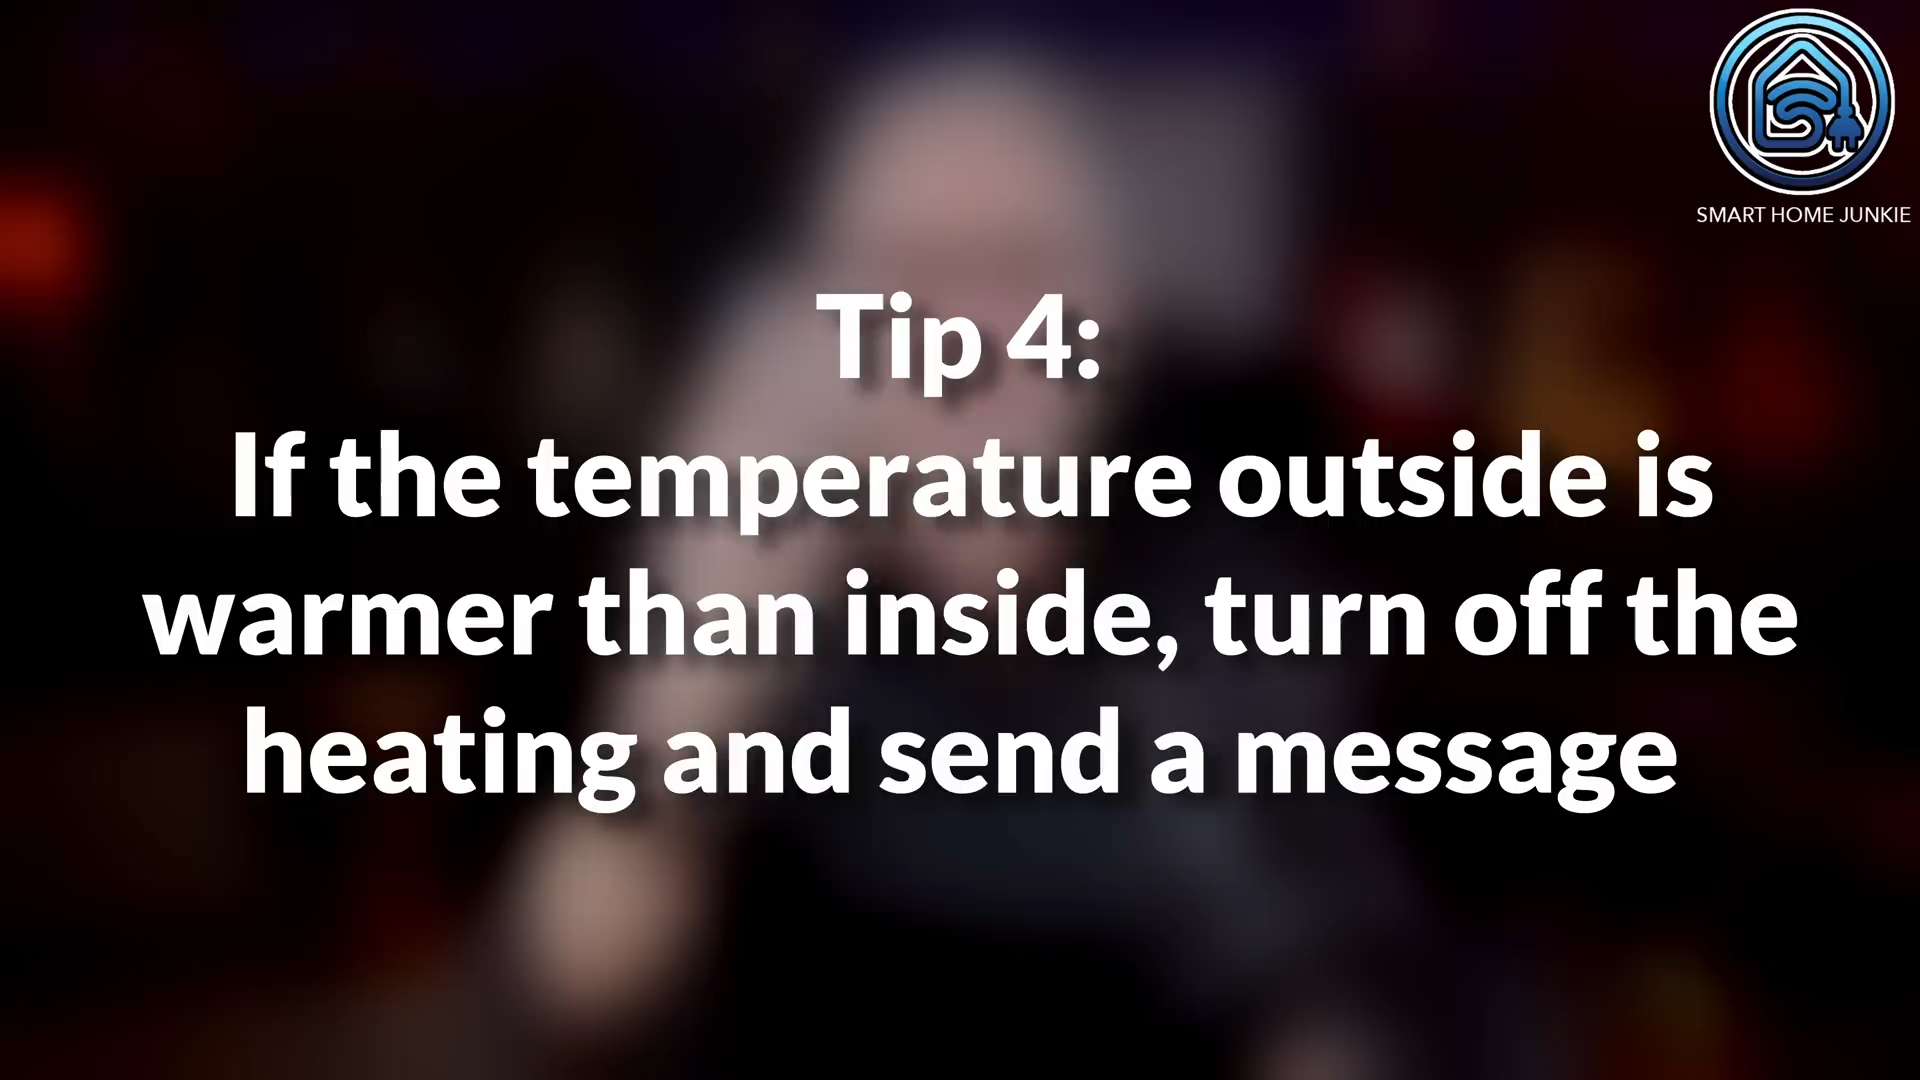 SMART HOME JUNKIE
Tip 4:
If the temperature outside is
warmer than inside, turn off the
heating and send a message